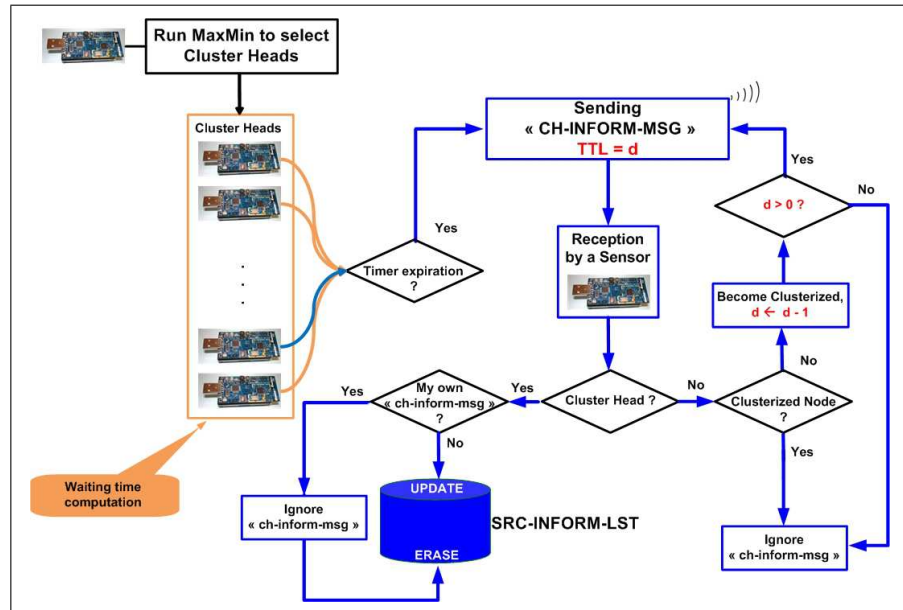 Run MaxMin to select
Cluster Heads
Cluster Heads
.
.
.
Waiting time
computation
Timer expiration
?
Yes
Sending
« CH-INFORM-MSG »
TTL = d
Reception
by a Sensor
Cluster Head ?
Yes
No
My own
« ch-inform-msg »
?
Yes
No
Ignore
« ch-inform-msg »
UPDATE
SRC-INFORM-LST
ERASE
Clusterized Node
?
No
Yes
Become Clusterized,
d ← d - 1
d > 0 ?
Yes
No
Ignore
« ch-inform-msg »